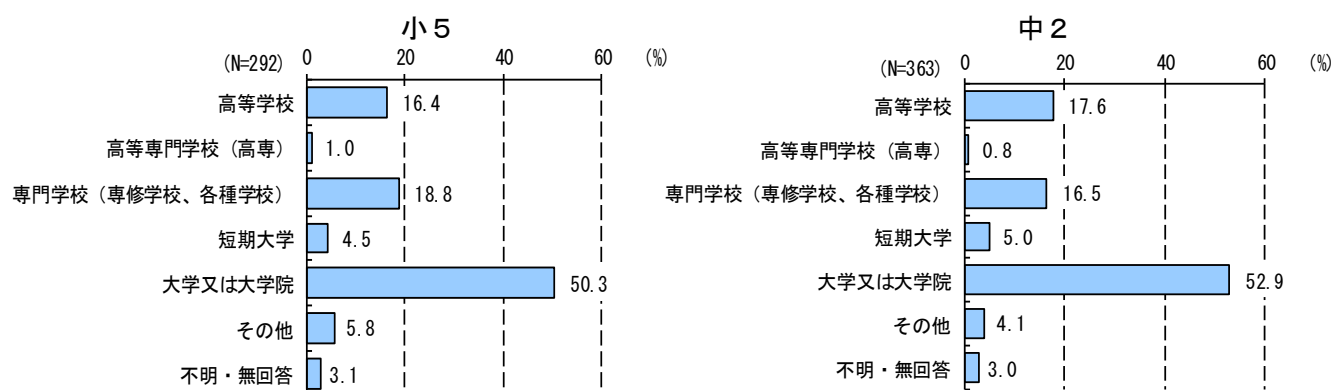 小5
(N=292) 0 20 40 60 (%)
高等学校 16.4
高等専門学校（高専） 1.0
専門学校（専修学校、各種学校） 18.8
短期大学 4.5
大学又は大学院 50.3
その他 5.8
不明・無回答 3.1
中2
(N=363) 0 20 40 60 (%)
高等学校 17.6
高等専門学校（高専） 0.8
専門学校（専修学校、各種学校） 16.5
短期大学 5.0
大学又は大学院 52.9
その他 4.1
不明・無回答 3.0